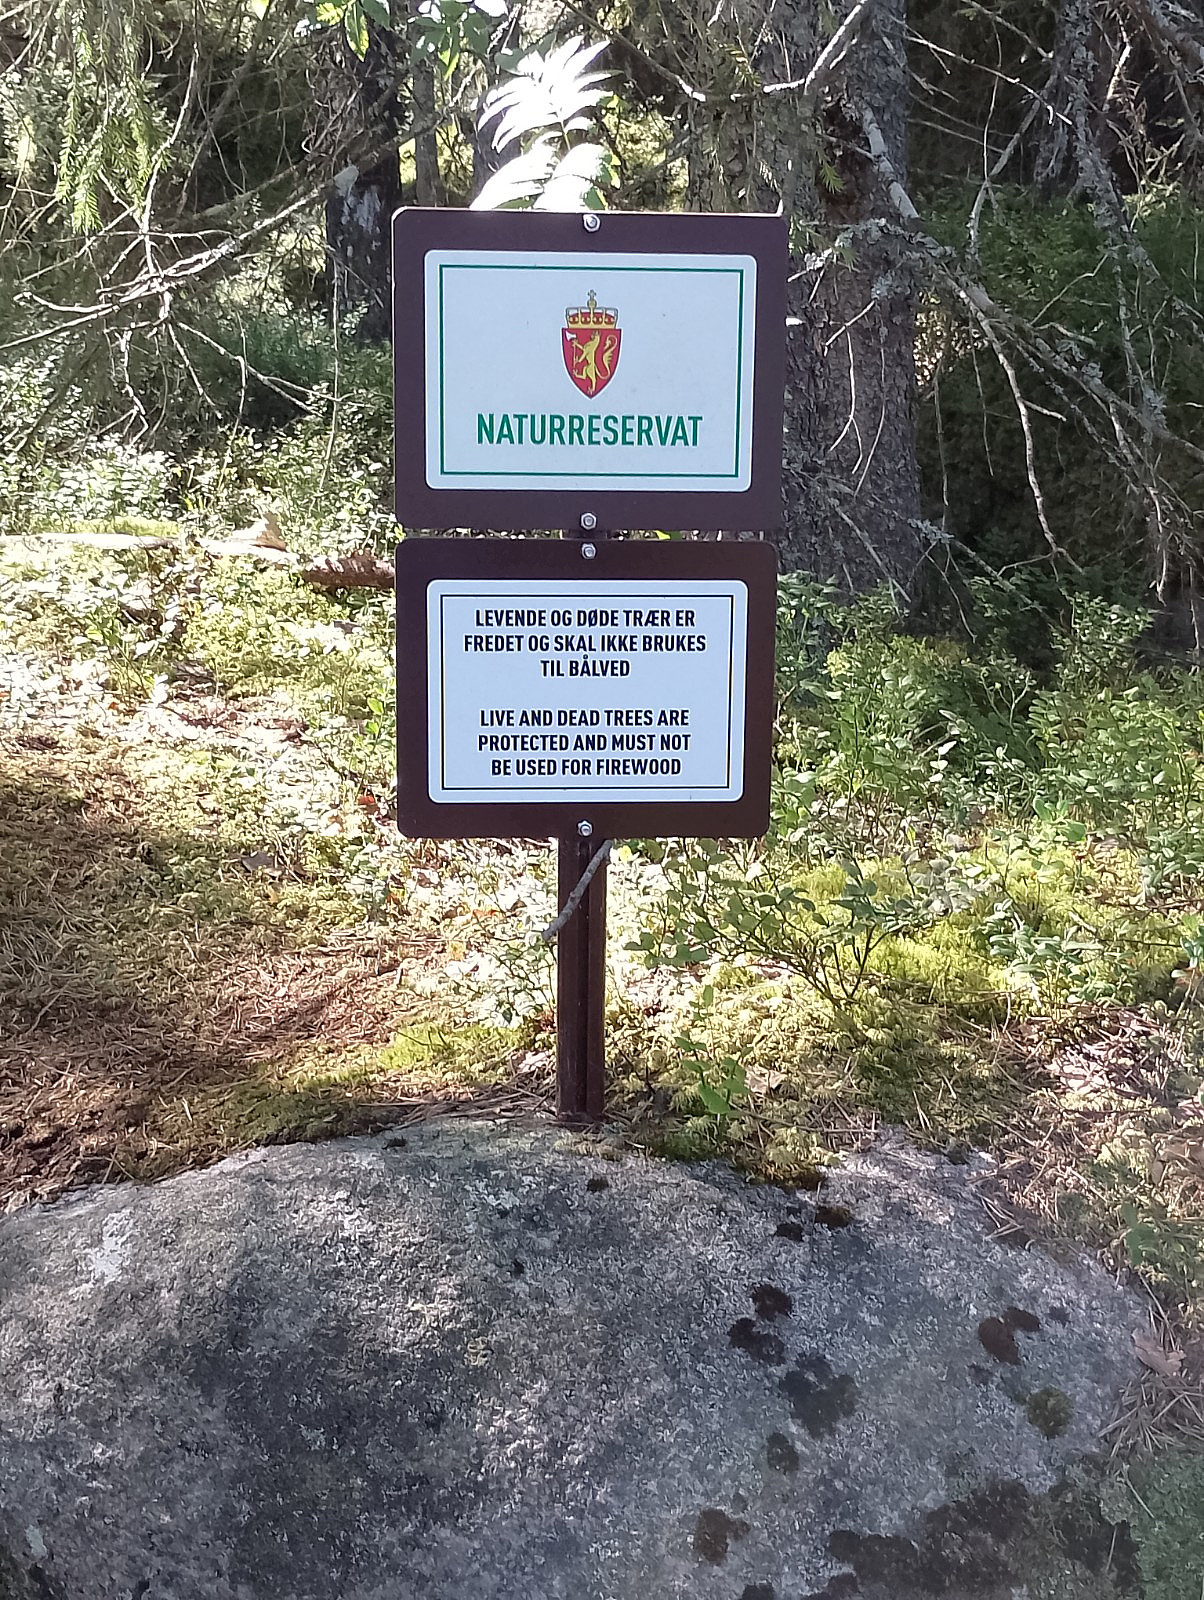 NATURRESERVAT
LEVENDE OG DØDE TRÆR ER
FREDET OG SKAL IKKE BRUKES
TIL BÅLVED
LIVE AND DEAD TREES ARE
PROTECTED AND MUST NOT
BE USED FOR FIREWOOD